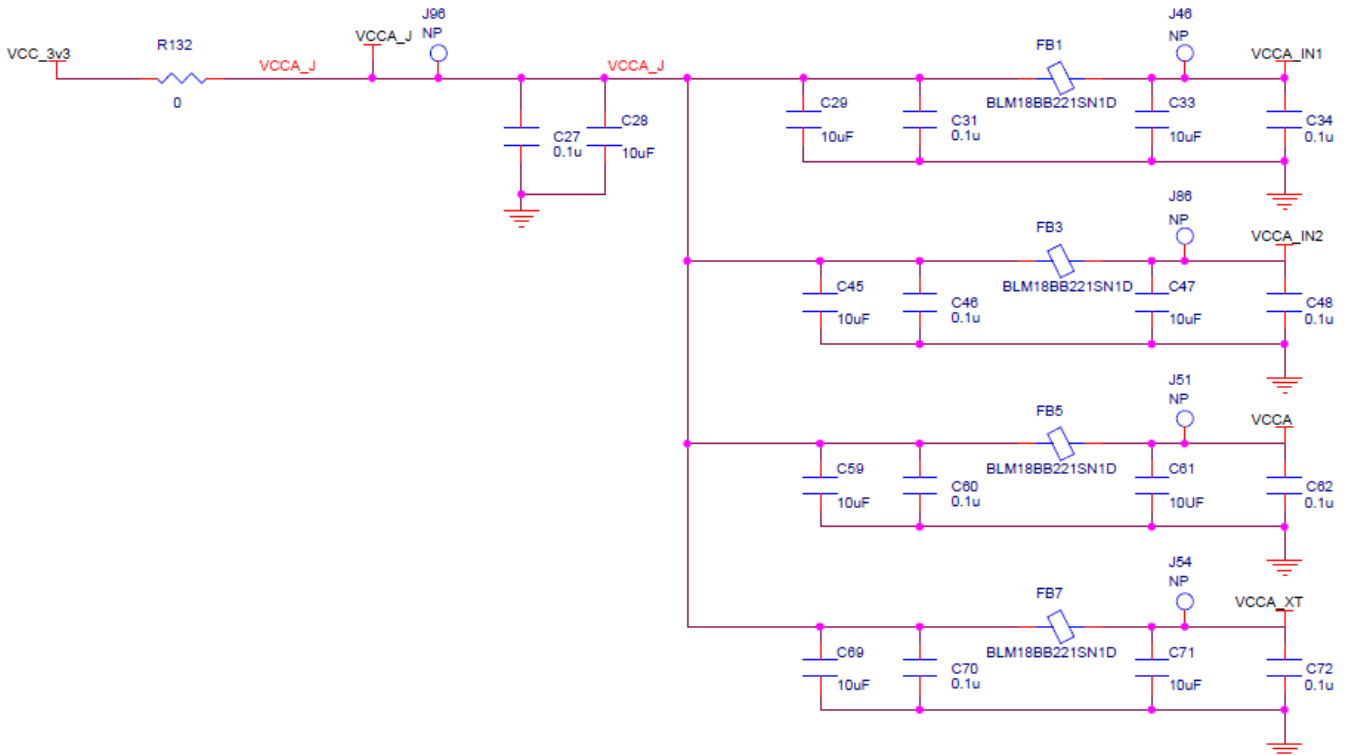 VCC_3v3
R132
0
VCCA_J
VCCA_J
J96
NP
VCCA_J
C27
0.1u
C28
10uF
C29
10uF
C31
0.1u
FB1
BLM18BB221SN1D
J46
NP
C33
10uF
VCCA_IN1
C34
0.1u
C45
10uF
C46
0.1u
FB3
BLM18BB221SN1D
J86
NP
C47
10uF
VCCA_IN2
C48
0.1u
C59
10uF
C60
0.1u
FB5
BLM18BB221SN1D
J51
NP
C61
10UF
VCCA
C62
0.1u
C69
10uF
C70
0.1u
FB7
BLM18BB221SN1D
J54
NP
C71
10uF
VCCA_XT
C72
0.1u